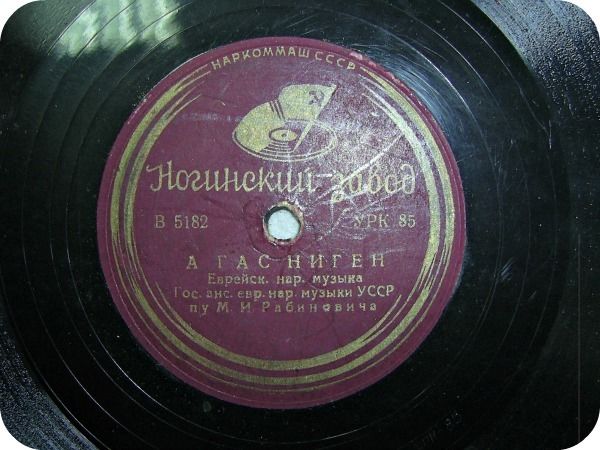 НАРКОММАШ СССР
Ногинский завод
В 5182 УРК 85
А ГАС НИГЕН
Еврейск. нар. музыка
Гос. анс. евр. нар. музыки УССР
пу М. И. Рабиновича